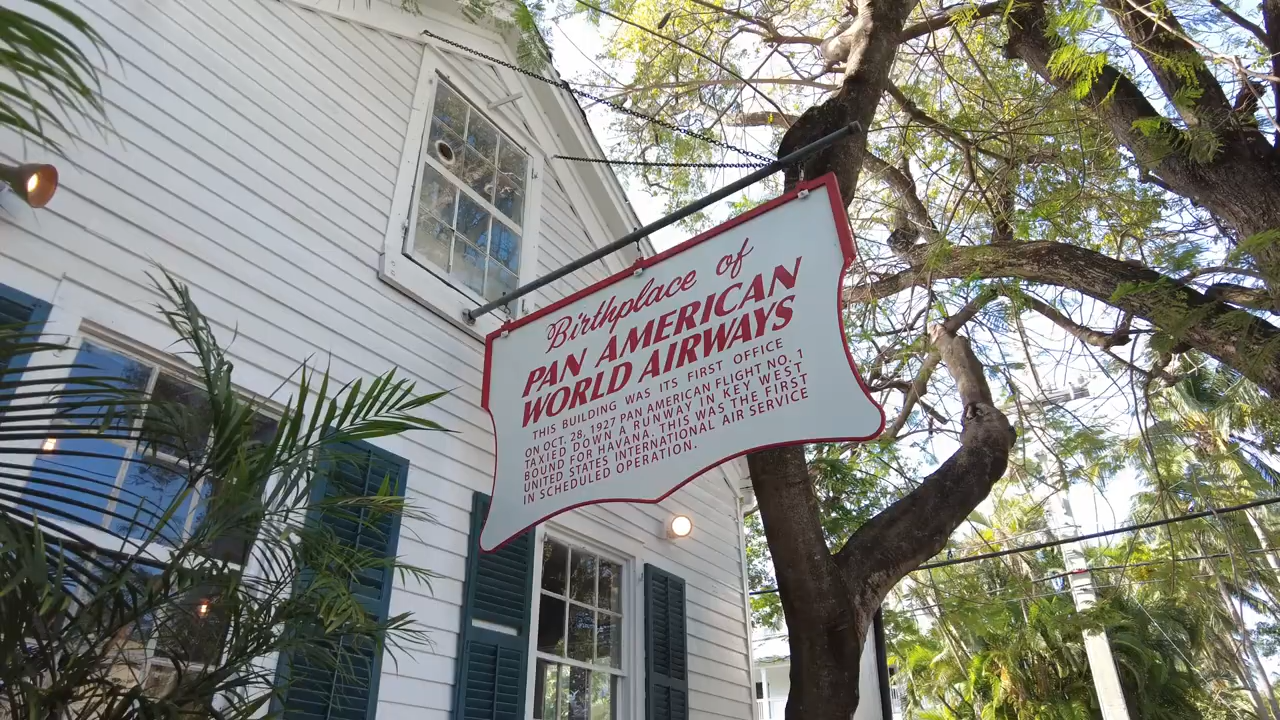 Birthplace of
PAN AMERICAN
WORLD AIRWAYS
THIS BUILDING WAS ITS FIRST OFFICE
ON OCT. 28, 1927 PAN AMERICAN FLIGHT NO. 1
TAXIED DOWN A RUNWAY IN KEY WEST
BOUND FOR HAVANA. THIS WAS THE FIRST
UNITED STATES INTERNATIONAL AIR SERVICE
IN SCHEDULED OPERATION.